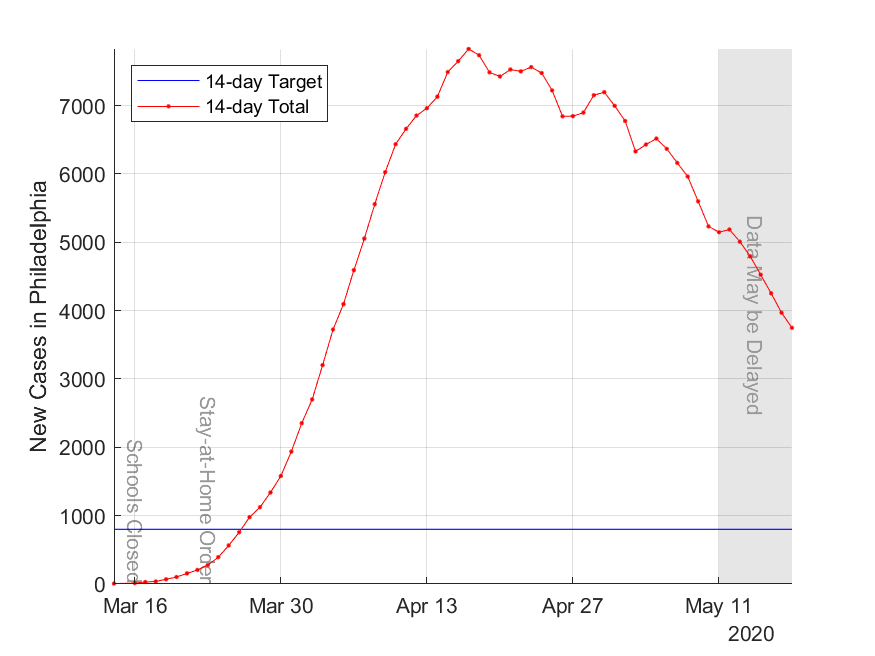 14-day Target
14-day Total
New Cases in Philadelphia
7000
6000
5000
4000
3000
2000
1000
0
Schools Closed
Stay-at-Home Order
Data May be Delayed
Mar 16
Mar 30
Apr 13
Apr 27
May 11
2020